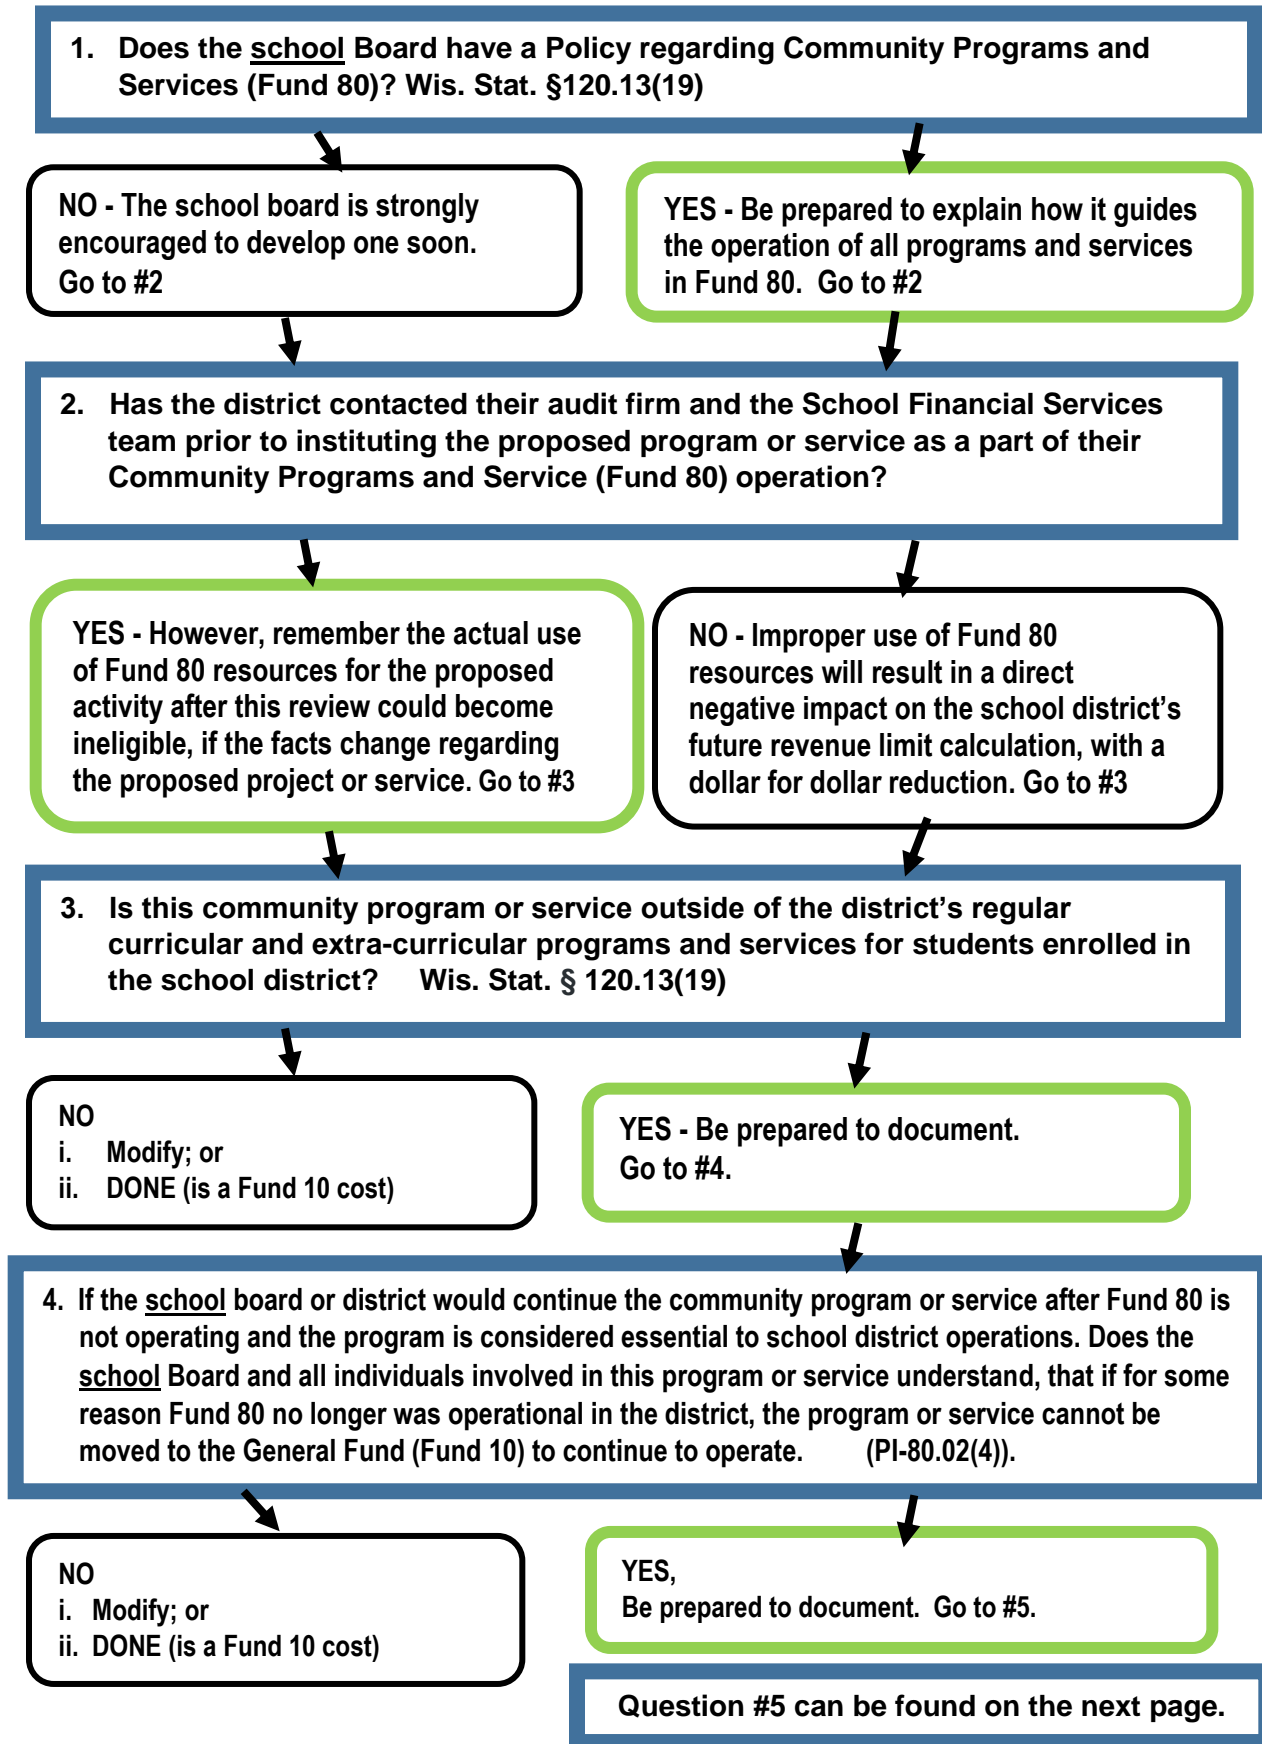 1. Does the school Board have a Policy regarding Community Programs and
Services (Fund 80)? Wis. Stat. §120.13(19)
NO - The school board is strongly
encouraged to develop one soon.
Go to #2
YES - Be prepared to explain how it guides
the operation of all programs and services
in Fund 80. Go to #2
2. Has the district contacted their audit firm and the School Financial Services
team prior to instituting the proposed program or service as a part of their
Community Programs and Service (Fund 80) operation?
YES - However, remember the actual use
of Fund 80 resources for the proposed
activity after this review could become
ineligible, if the facts change regarding
the proposed project or service. Go to #3
NO - Improper use of Fund 80
resources will result in a direct
negative impact on the school district’s
future revenue limit calculation, with a
dollar for dollar reduction. Go to #3
3. Is this community program or service outside of the district’s regular
curricular and extra-curricular programs and services for students enrolled in
the school district? Wis. Stat. § 120.13(19)
NO
i. Modify; or
ii. DONE (is a Fund 10 cost)
YES - Be prepared to document.
Go to #4.
4. If the school board or district would continue the community program or service after Fund 80 is
not operating and the program is considered essential to school district operations. Does the
school Board and all individuals involved in this program or service understand, that if for some
reason Fund 80 no longer was operational in the district, the program or service cannot be
moved to the General Fund (Fund 10) to continue to operate. (PI-80.02(4)).
NO
i. Modify; or
ii. DONE (is a Fund 10 cost)
YES,
Be prepared to document. Go to #5.
Question #5 can be found on the next page.